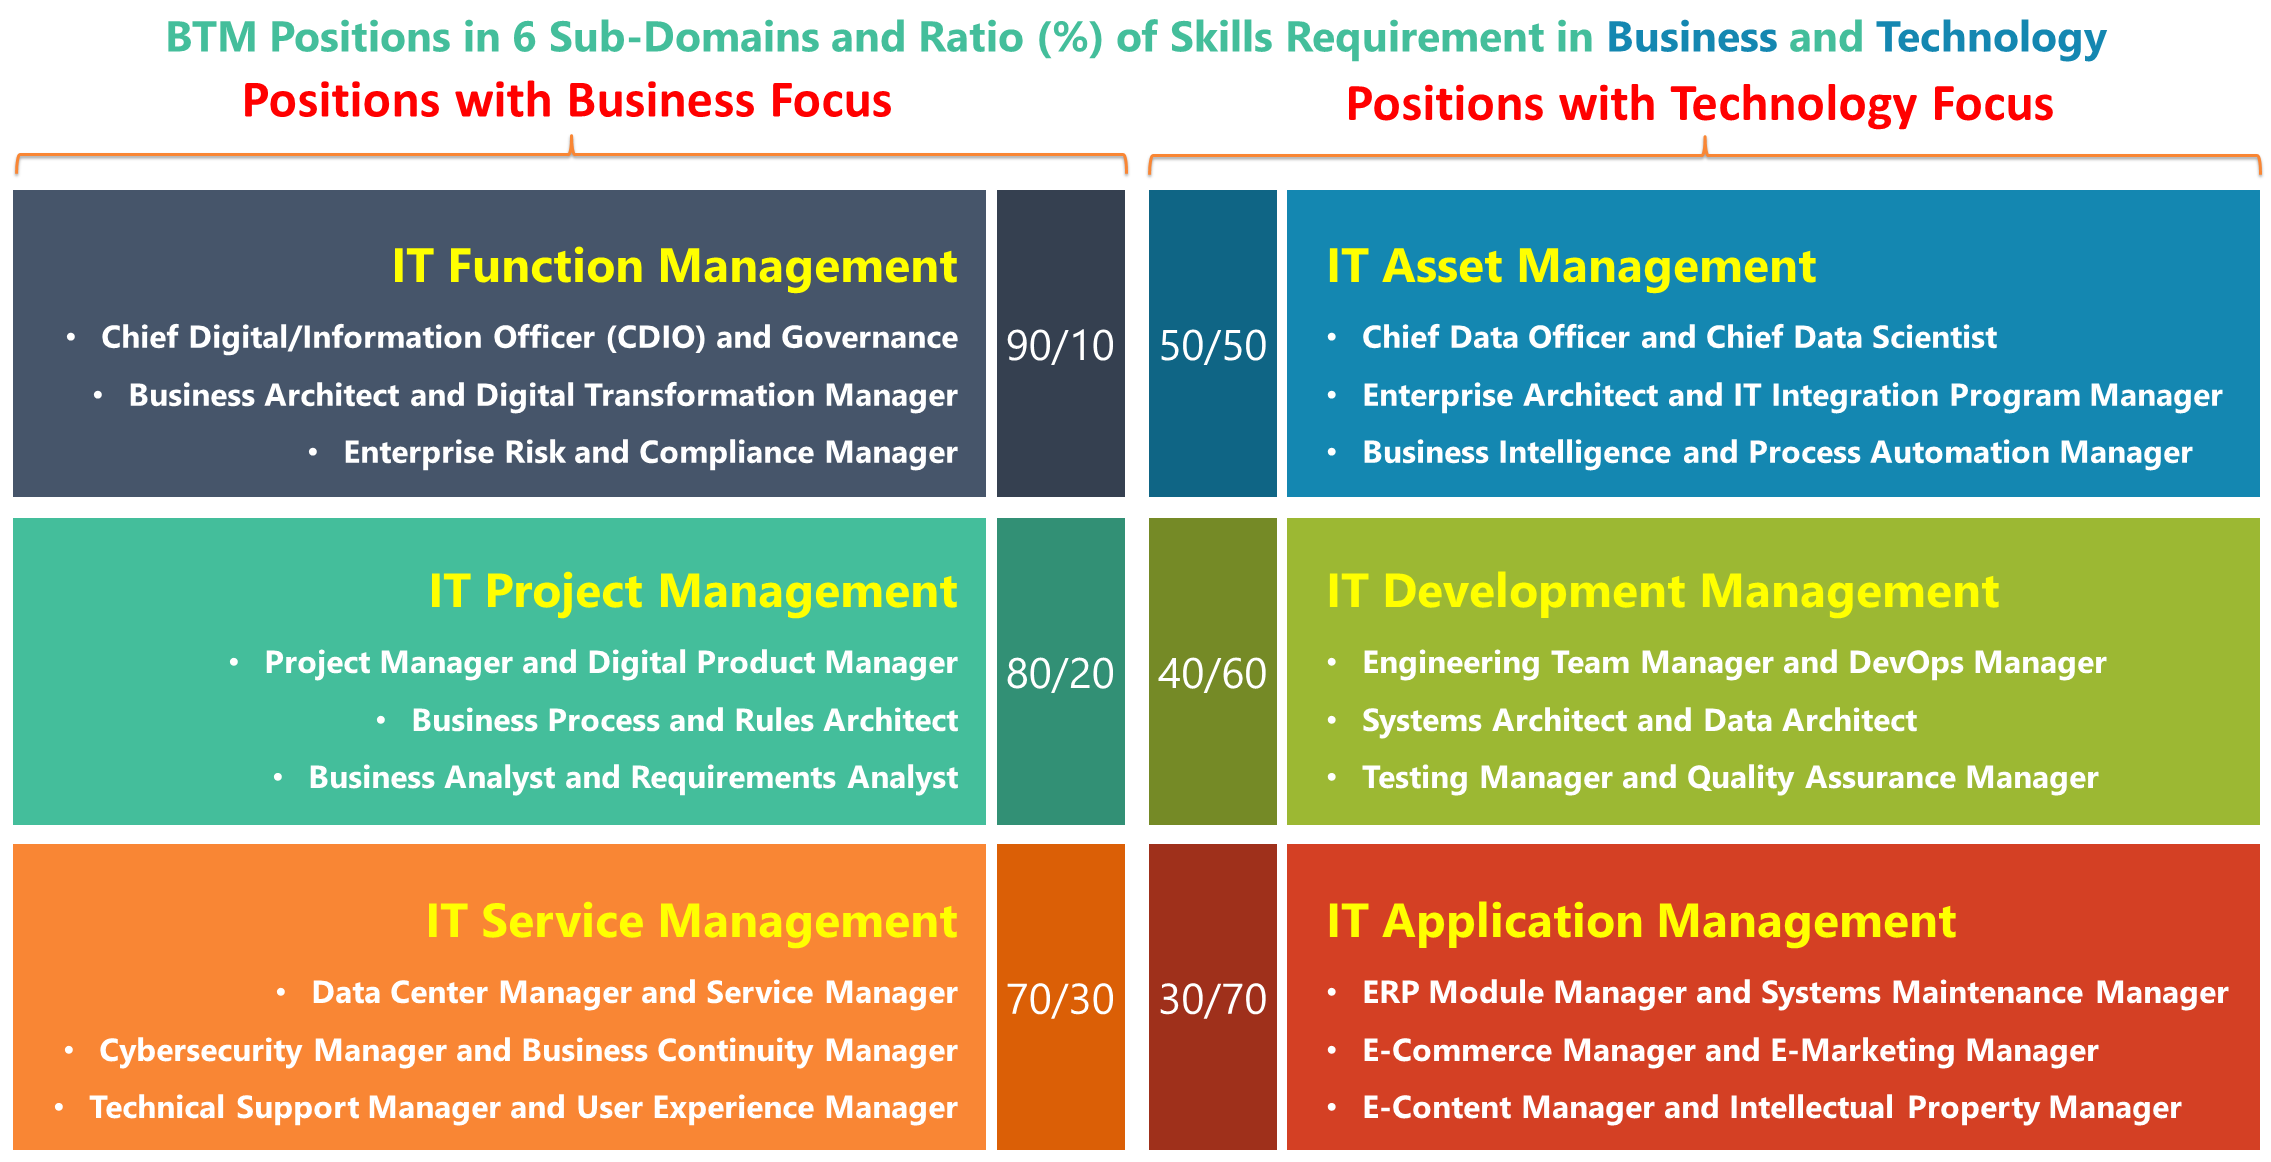 BTM Positions in 6 Sub-Domains and Ratio (%) of Skills Requirement in Business and Technology
Positions with Business Focus
IT Function Management
• Chief Digital/Information Officer (CDIO) and Governance
• Business Architect and Digital Transformation Manager
• Enterprise Risk and Compliance Manager
90/10
IT Project Management
• Project Manager and Digital Product Manager
• Business Process and Rules Architect
• Business Analyst and Requirements Analyst
80/20
IT Service Management
• Data Center Manager and Service Manager
• Cybersecurity Manager and Business Continuity Manager
• Technical Support Manager and User Experience Manager
70/30
Positions with Technology Focus
50/50
IT Asset Management
• Chief Data Officer and Chief Data Scientist
• Enterprise Architect and IT Integration Program Manager
• Business Intelligence and Process Automation Manager
40/60
IT Development Management
• Engineering Team Manager and DevOps Manager
• Systems Architect and Data Architect
• Testing Manager and Quality Assurance Manager
30/70
IT Application Management
• ERP Module Manager and Systems Maintenance Manager
• E-Commerce Manager and E-Marketing Manager
• E-Content Manager and Intellectual Property Manager